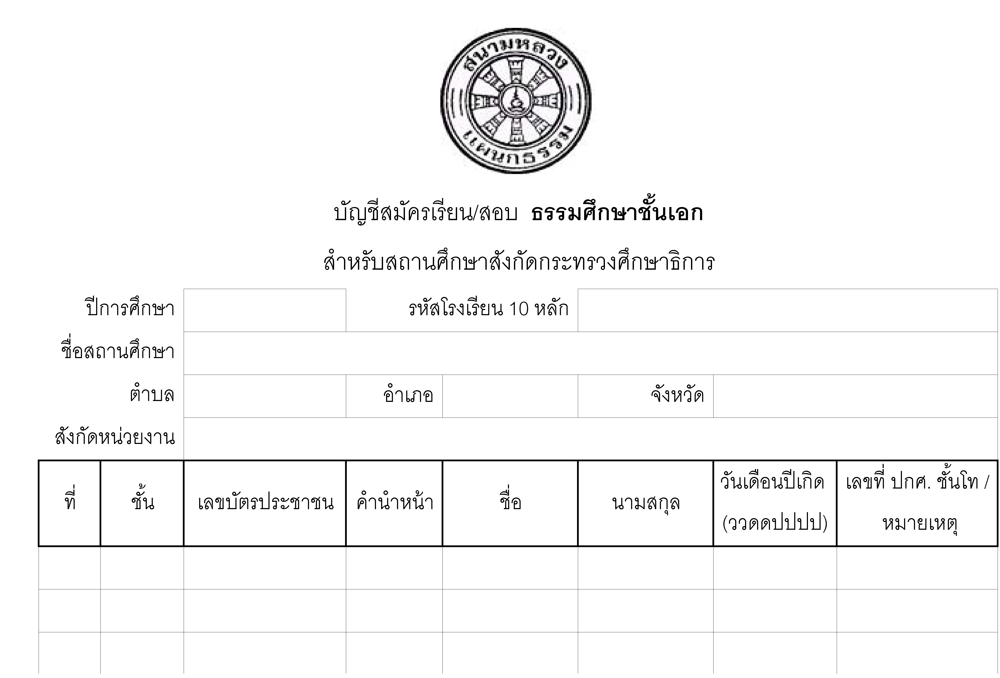 สนามหลวง
แผนกธรรม
บัญชีสมัครเรียน/สอบ ธรรมศึกษาชั้นเอก
สำหรับสถานศึกษาสังกัดกระทรวงศึกษาธิการ
ปีการศึกษา รหัสโรงเรียน 10 หลัก
ชื่อสถานศึกษา
ตำบล อำเภอ จังหวัด
สังกัดหน่วยงาน
ที่ ชั้น เลขบัตรประชาชน คำนำหน้า ชื่อ นามสกุล วันเดือนปีเกิด เลขที่ ปกศ. ชั้นโท /
(ววดดปปปป) หมายเหตุ